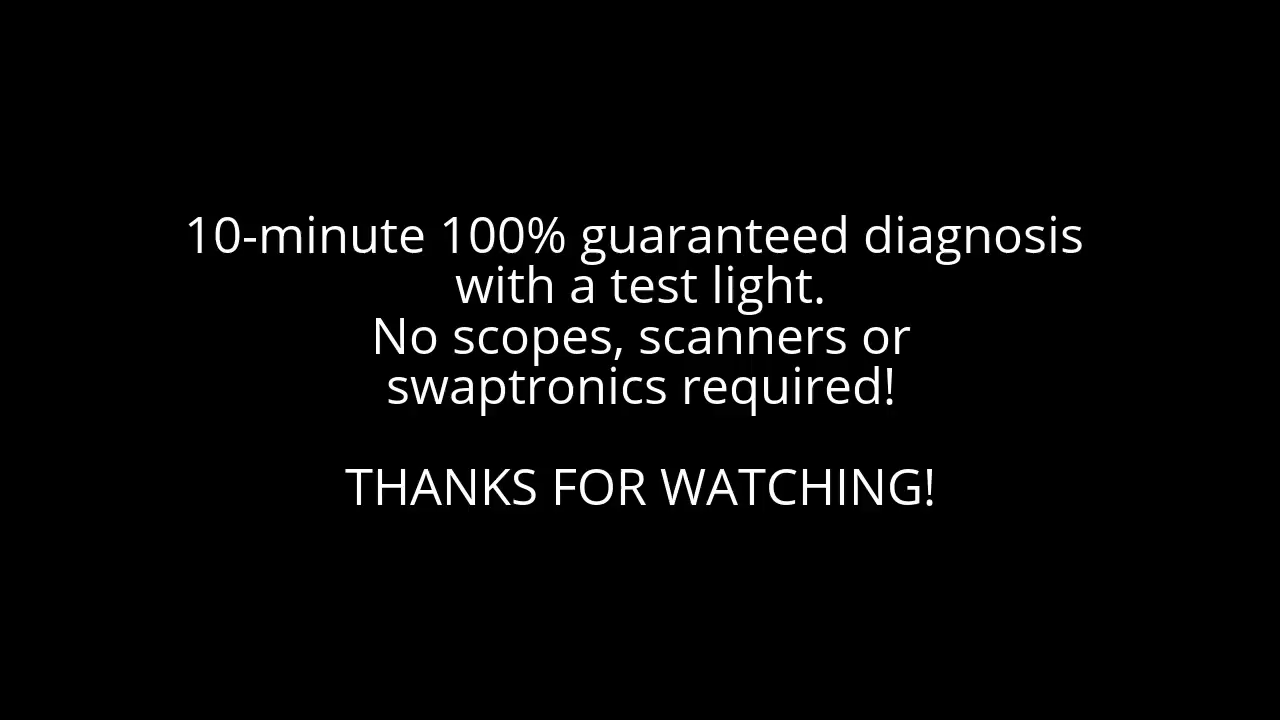 10-minute 100% guaranteed diagnosis
with a test light.
No scopes, scanners or
swaptronics required!
THANKS FOR WATCHING!